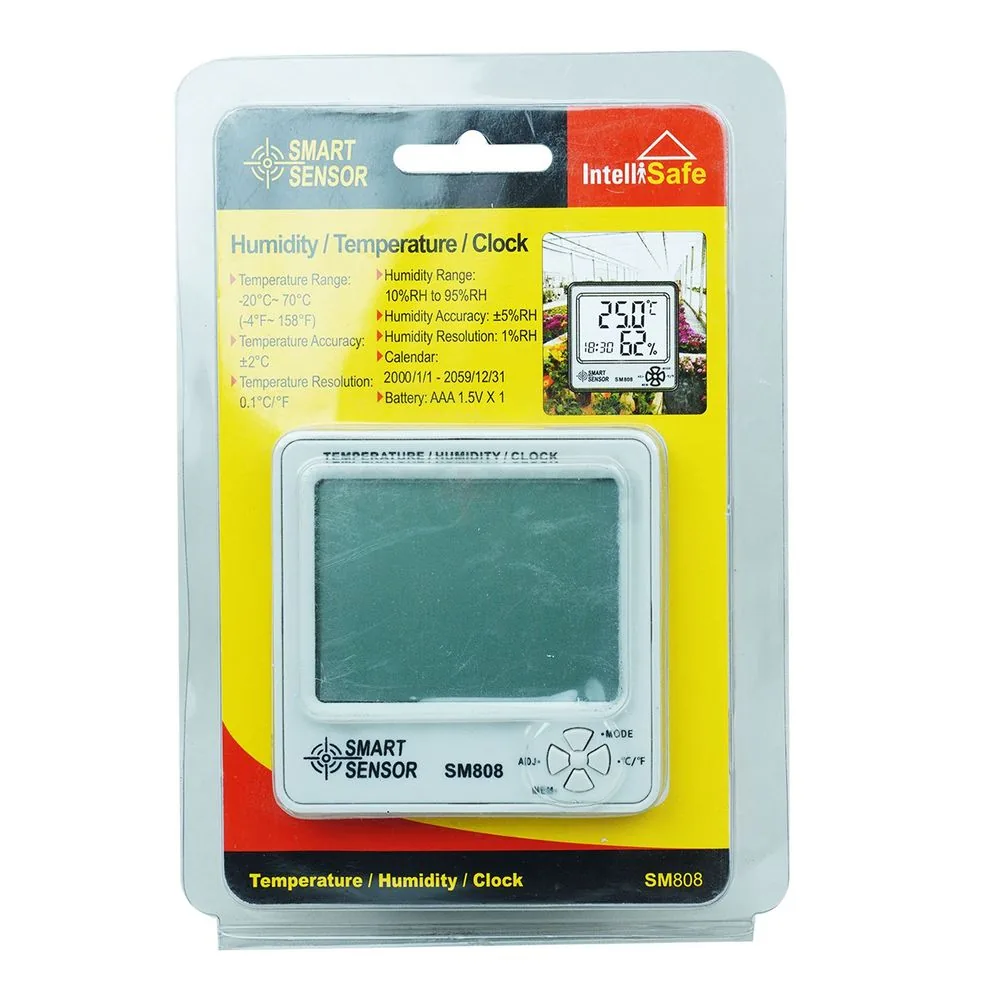 SMART
SENSOR
IntelliSafe
Humidity / Temperature / Clock
Temperature Range:
-20°C~ 70°C
(-4°F~ 158°F)
Temperature Accuracy:
±2°C
Temperature Resolution:
0.1°C/°F
Humidity Range:
10%RH to 95%RH
Humidity Accuracy: ±5%RH
Humidity Resolution: 1%RH
Calendar:
2000/1/1 - 2059/12/31
Battery: AAA 1.5V X 1
25.0°C
18:30 62%
SMART
SENSOR SM808
TEMPERATURE / HUMIDITY / CLOCK
SMART
SENSOR SM808
MODE
ADJ °C/°F
MEM
Temperature / Humidity / Clock SM808